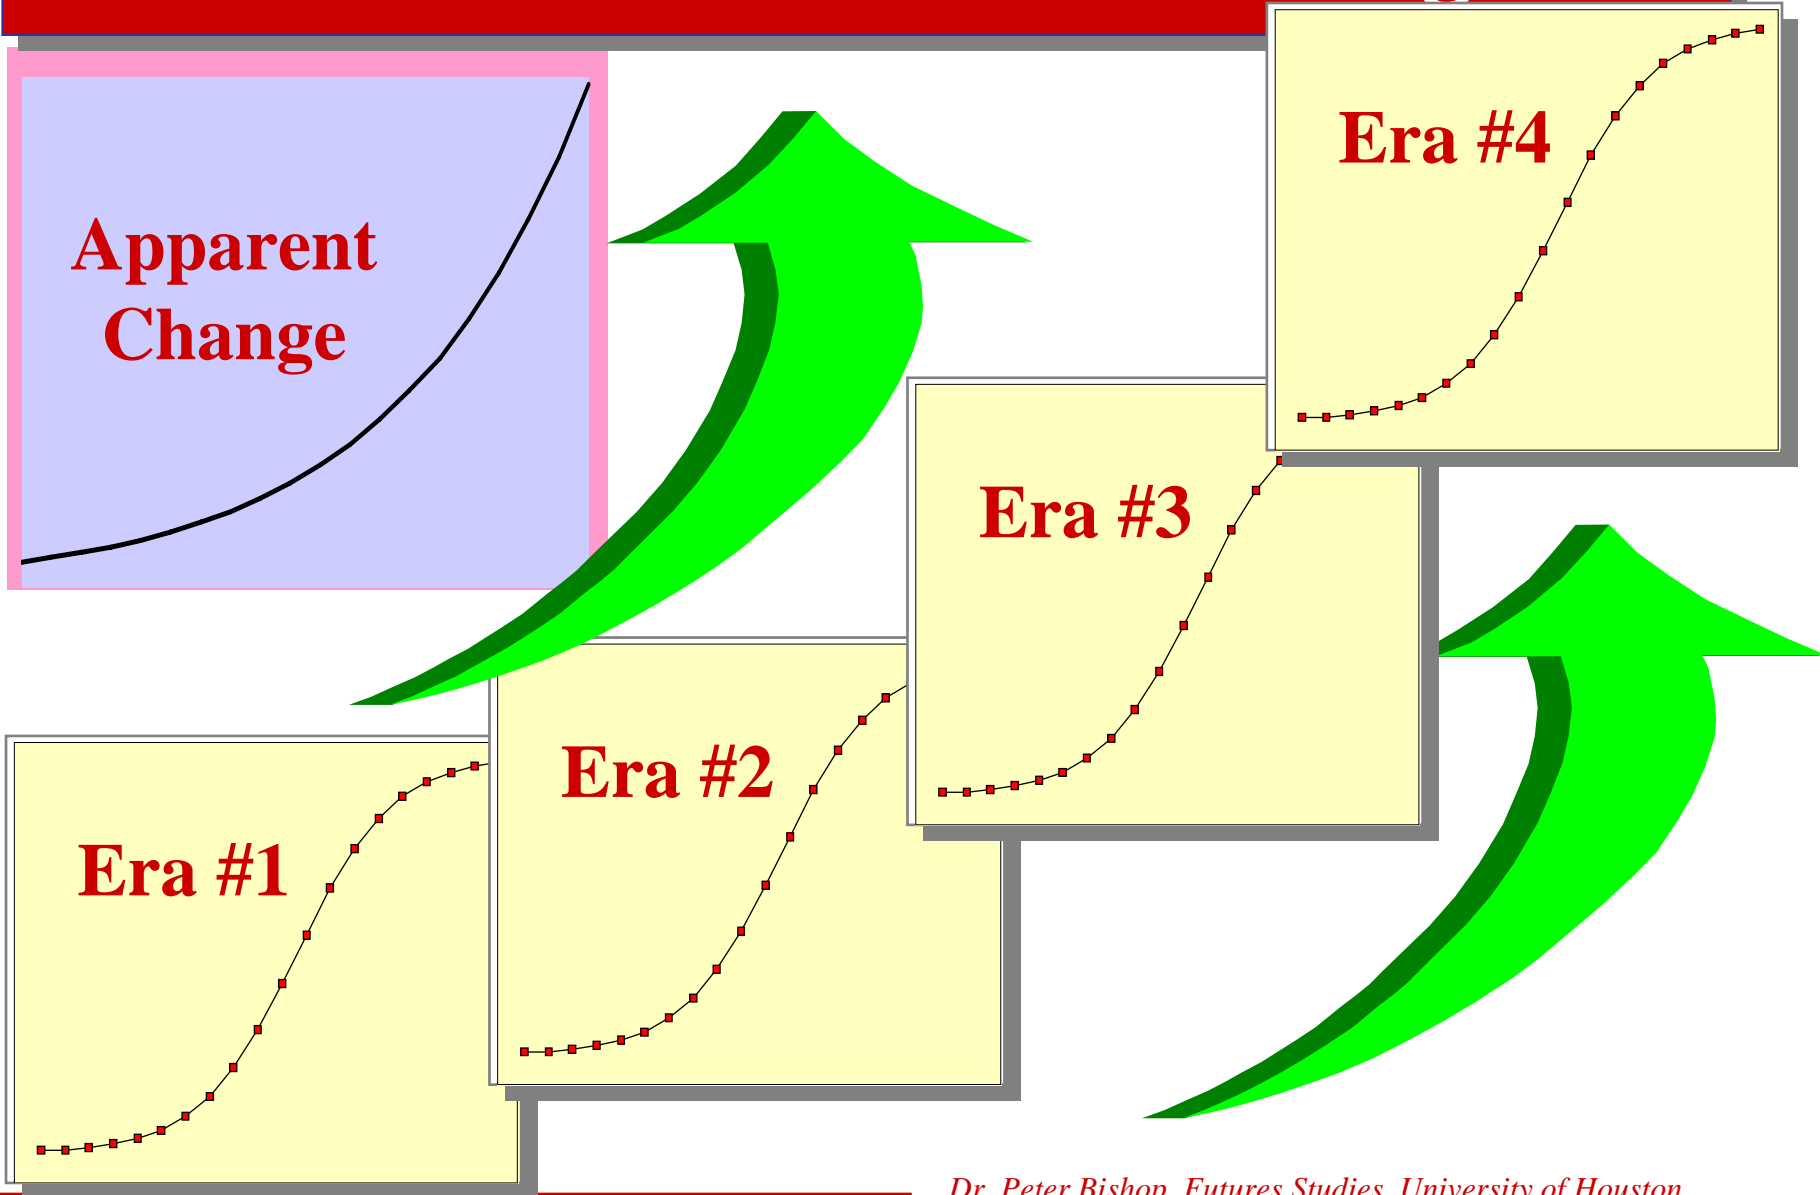 Era #4
Apparent
Change
Era #3
Era #2
Era #1
Dr. Peter Bishop, Futures Studies, University of Houston